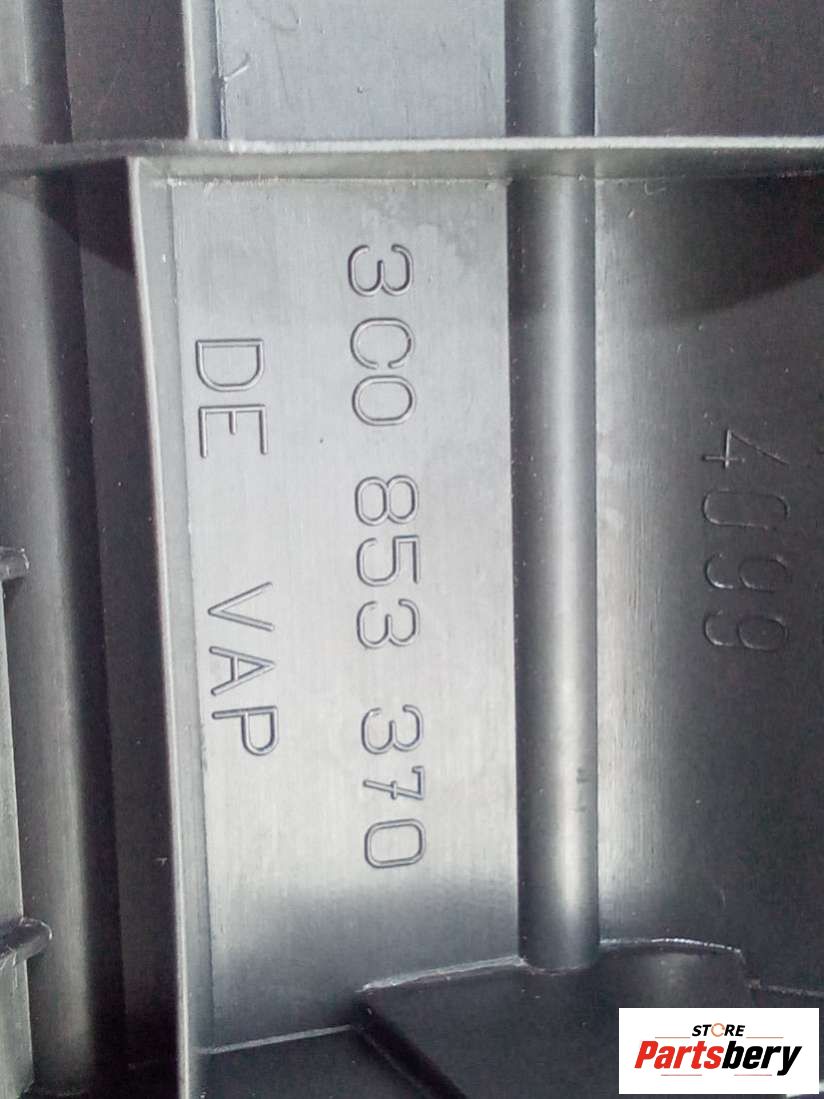 3C0 853 370
DE VAP
4099
STORE
Partsbery